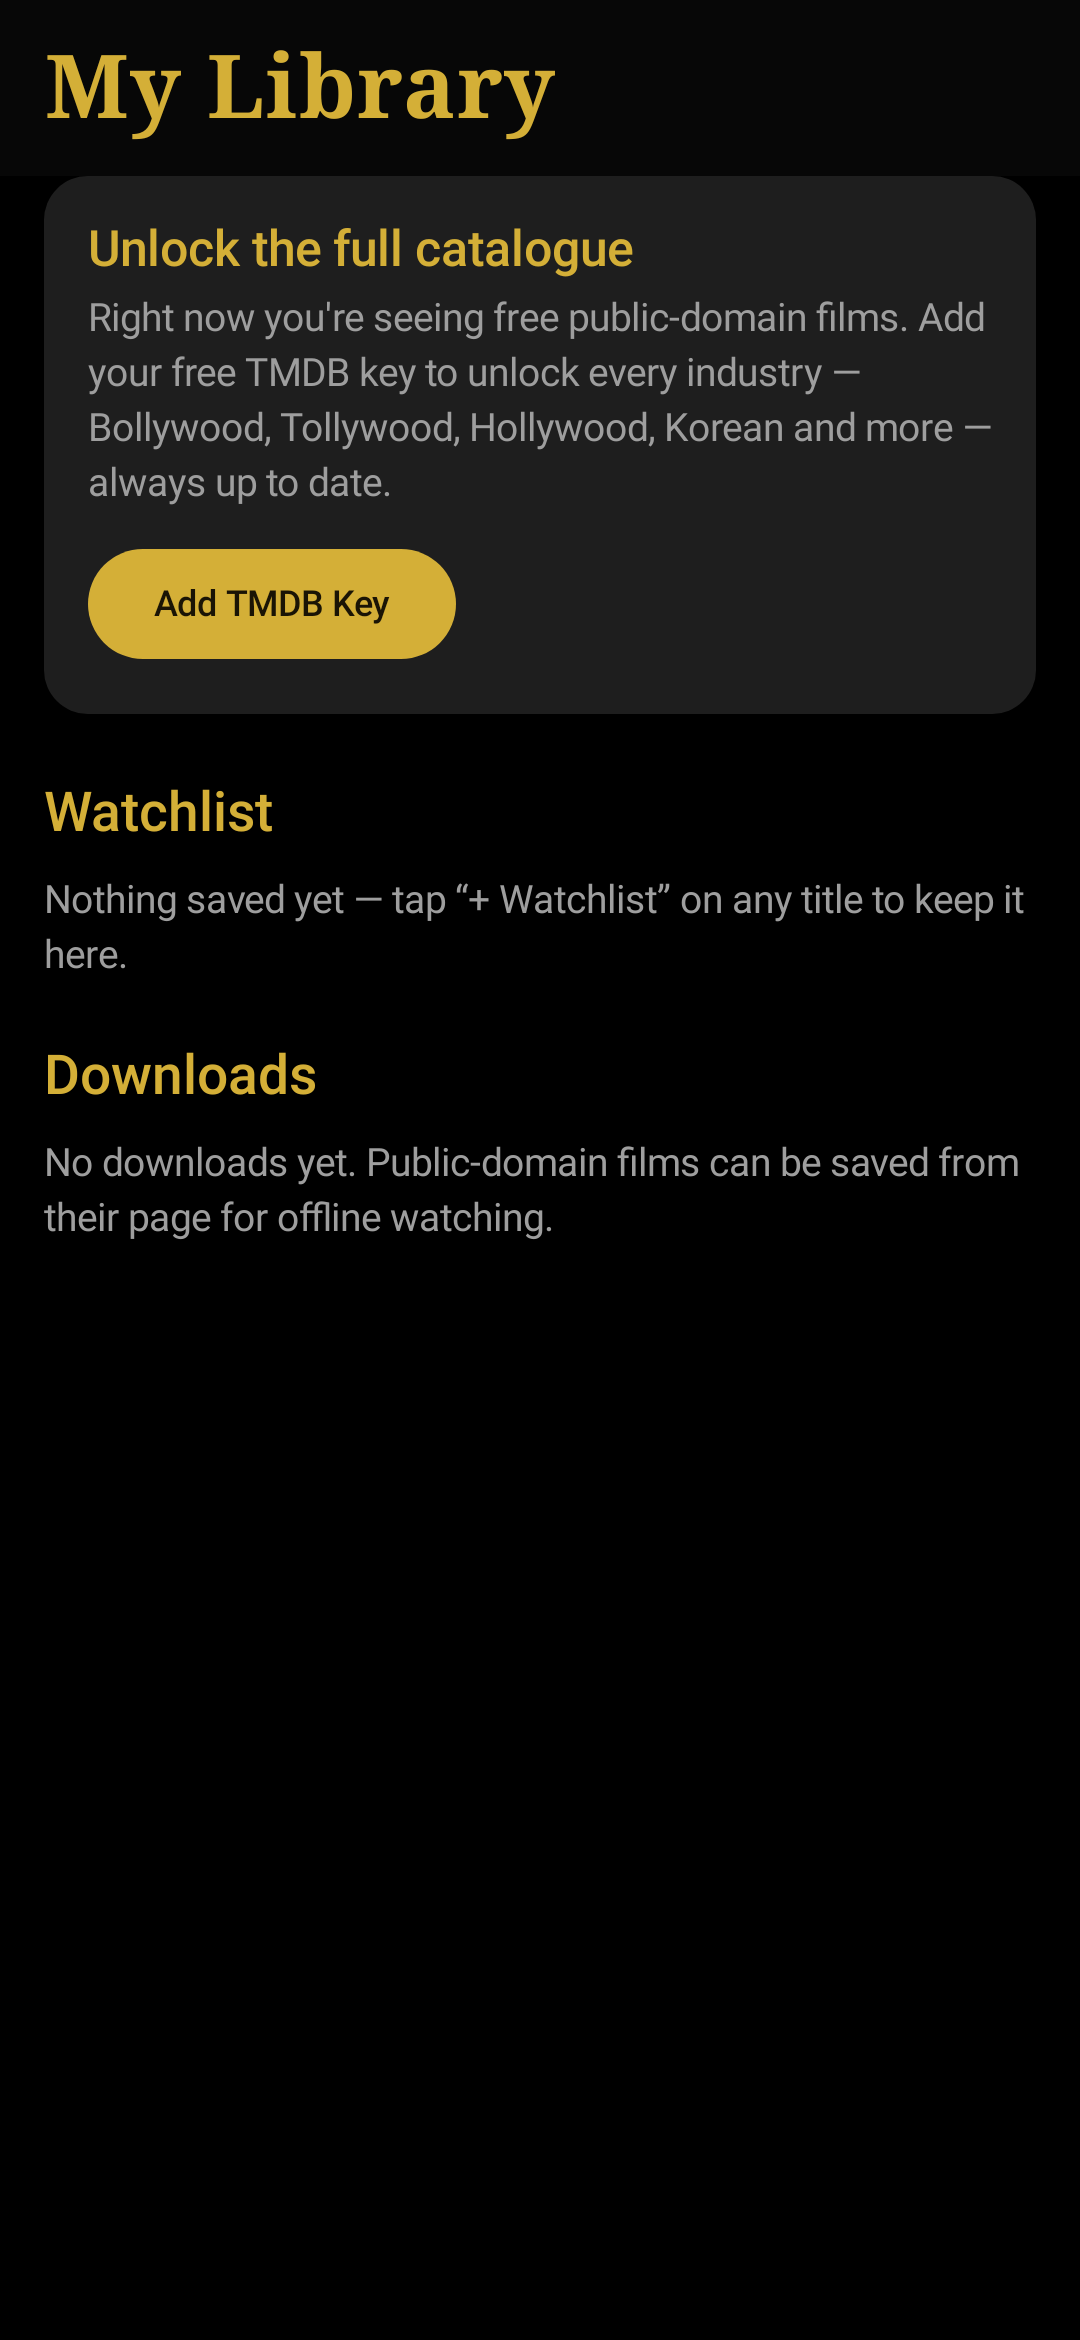 My Library
Unlock the full catalogue
Right now you're seeing free public-domain films. Add
your free TMDB key to unlock every industry —
Bollywood, Tollywood, Hollywood, Korean and more —
always up to date.
Add TMDB Key
Watchlist
Nothing saved yet — tap “+ Watchlist” on any title to keep it
here.
Downloads
No downloads yet. Public-domain films can be saved from
their page for offline watching.